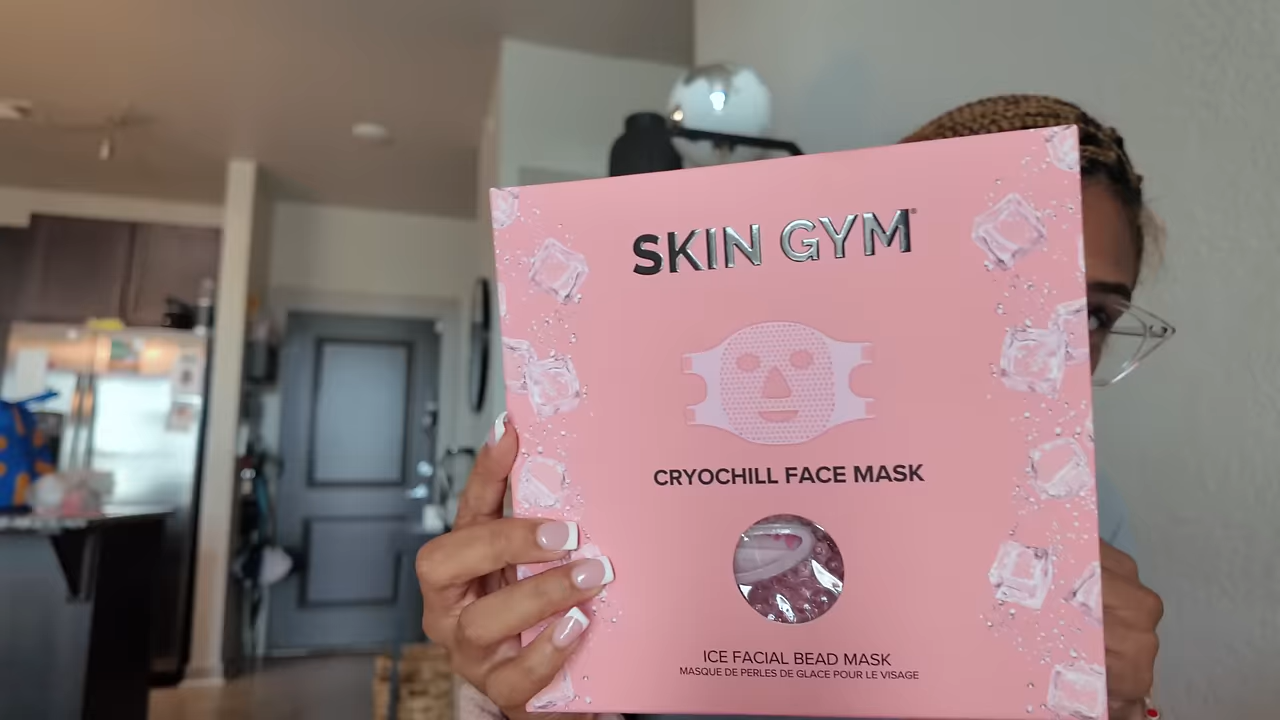 SKIN GYM®
CRYOCHILL FACE MASK
ICE FACIAL BEAD MASK
MASQUE DE PERLES DE GLACE POUR LE VISAGE